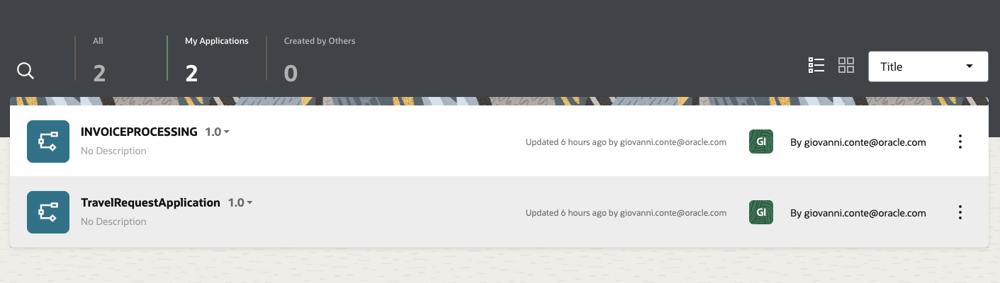 All
My Applications
Created by Others
2
2
0
Title
INVOICEPROCESSING 1.0
No Description
Updated 6 hours ago by giovanni.conte@oracle.com
GI
By giovanni.conte@oracle.com
TravelRequestApplication 1.0
No Description
Updated 6 hours ago by giovanni.conte@oracle.com
GI
By giovanni.conte@oracle.com